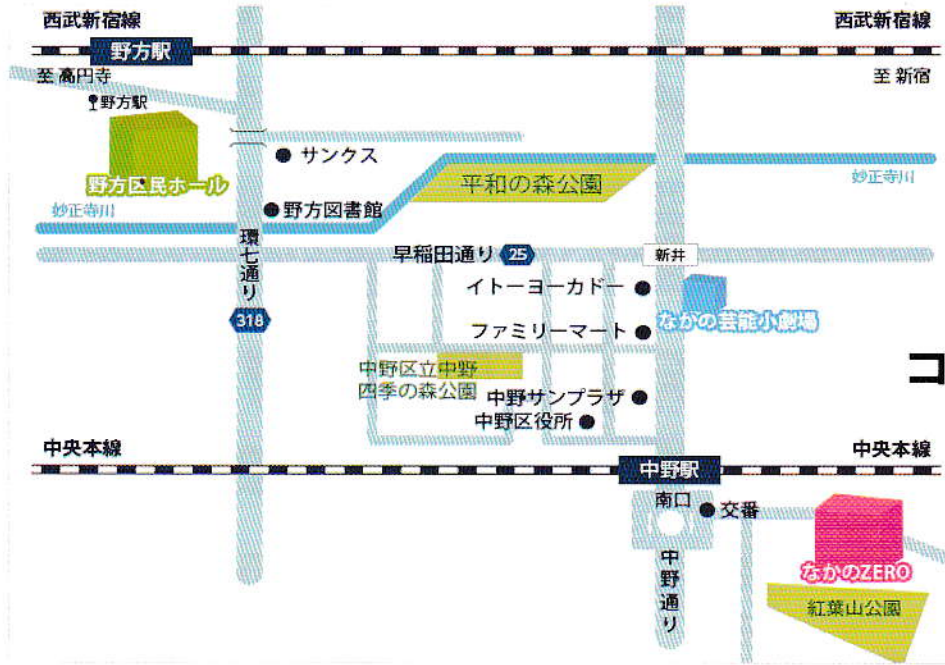 西武新宿線
西武新宿線
野方駅
至 高円寺
至 新宿
野方駅
サンクス
野方区民ホール
平和の森公園
妙正寺川
妙正寺川
野方図書館
環七通り
早稲田通り 25
新井
イトーヨーカドー
なかの芸能小劇場
318
ファミリーマート
中野区立中野
四季の森公園
コ
中野サンプラザ
中野区役所
中央本線
中央本線
中野駅
南口
交番
中野通り
なかのZERO
紅葉山公園